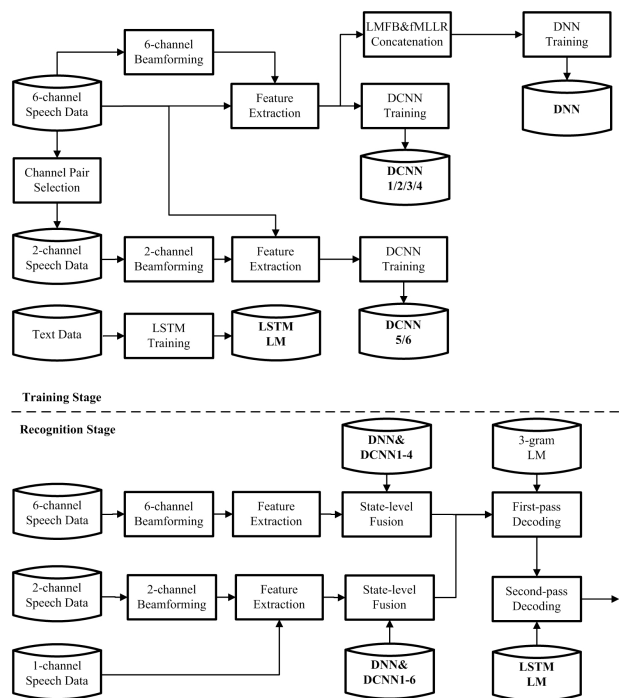 LMFB&fMLLR
Concatenation
DNN
Training
6-channel
Beamforming
6-channel
Speech Data
Feature
Extraction
DCNN
Training
DNN
Channel Pair
Selection
DCNN
1/2/3/4
2-channel
Speech Data
2-channel
Beamforming
Feature
Extraction
DCNN
Training
Text Data
LSTM
Training
LSTM
LM
DCNN
5/6
Training Stage
Recognition Stage
DNN&
DCNN1-4
3-gram
LM
6-channel
Speech Data
6-channel
Beamforming
Feature
Extraction
State-level
Fusion
First-pass
Decoding
2-channel
Speech Data
2-channel
Beamforming
Feature
Extraction
State-level
Fusion
Second-pass
Decoding
1-channel
Speech Data
DNN&
DCNN1-6
LSTM
LM